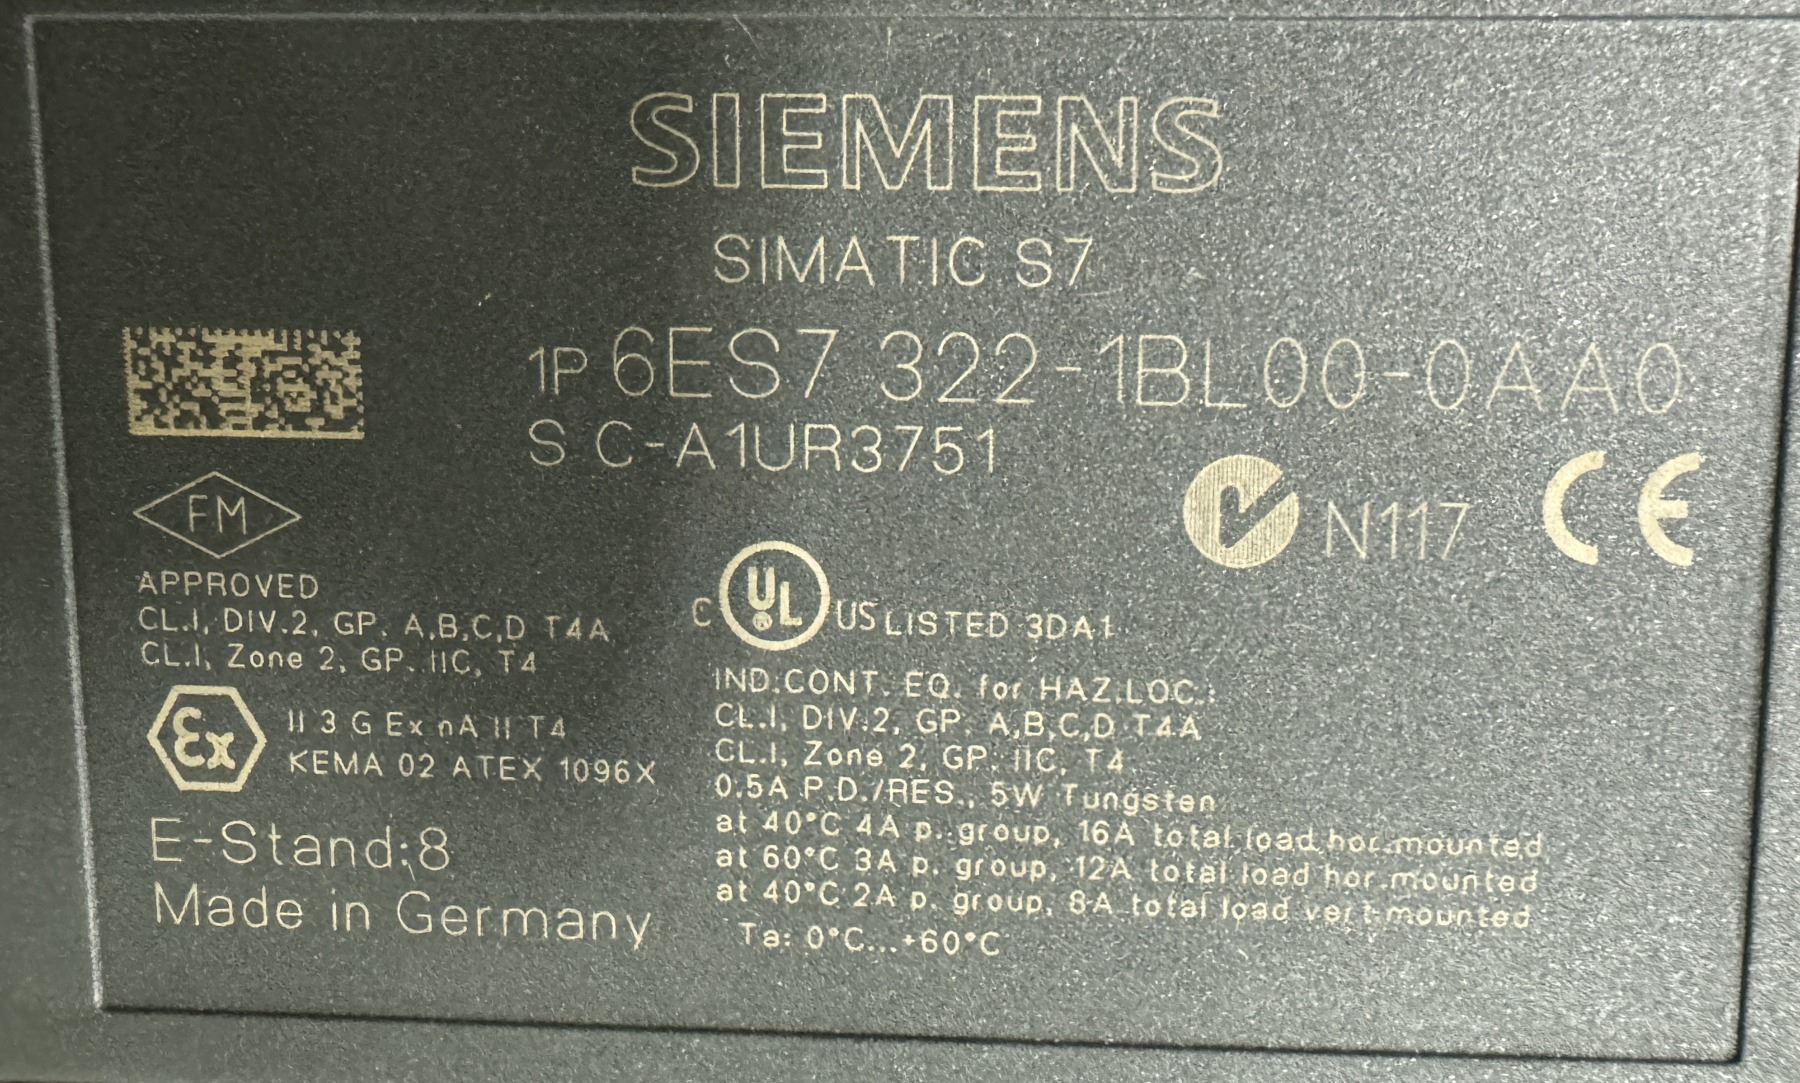 SIEMENS
SIMATIC S7
1P 6ES7 322-1BL00-0AA0
S C-A1UR3751
FM
N117 CE
APPROVED
CL.I, DIV.2, GP. A,B,C,D T4A
CL.I, Zone 2, GP. IIC, T4
C UL ® US LISTED 3DA1
Ex II 3 G Ex nA II T4
KEMA 02 ATEX 1096X
IND.CONT. EQ. for HAZ.LOC.:
CL.I, DIV.2, GP. A,B,C,D T4A
CL.I, Zone 2, GP. IIC, T4
0.5A P.D./RES., 5W Tungsten
at 40°C 4A p. group, 16A total load hor.mounted
at 60°C 3A p. group, 12A total load hor.mounted
at 40°C 2A p. group, 8A total load vert.mounted
Ta: 0°C...+60°C
E-Stand:8
Made in Germany